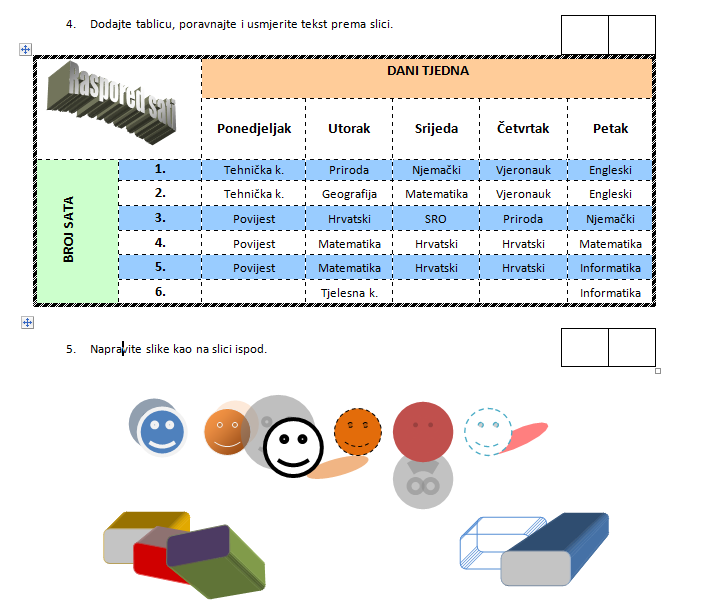 4. Dodajte tablicu, poravnajte i usmjerite tekst prema slici.
Raspored sati
DANI TJEDNA
Ponedjeljak Utorak Srijeda Četvrtak Petak
BROJ SATA
1. Tehnička k. Priroda Njemački Vjeronauk Engleski
2. Tehnička k. Geografija Matematika Vjeronauk Engleski
3. Povijest Hrvatski SRO Priroda Njemački
4. Povijest Matematika Hrvatski Hrvatski Matematika
5. Povijest Matematika Hrvatski Hrvatski Informatika
6. Tjelesna k. Informatika
5. Napravite slike kao na slici ispod.